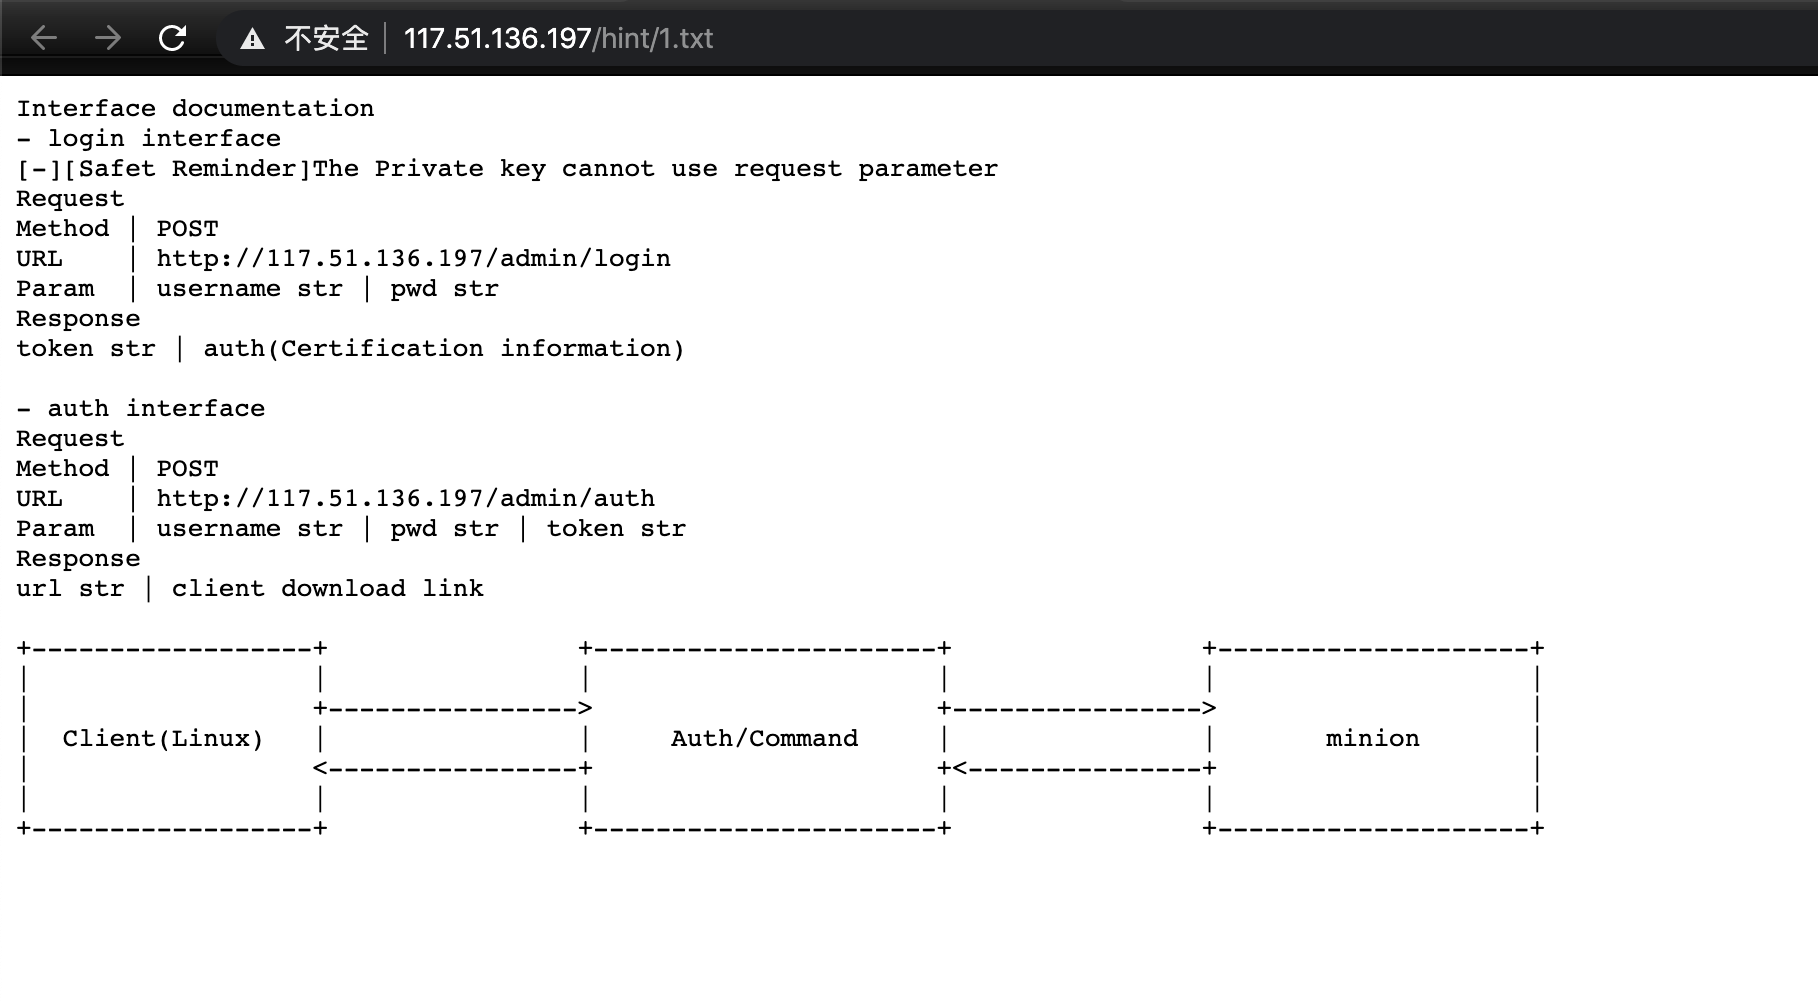 不安全 | 117.51.136.197/hint/1.txt
Interface documentation
- login interface
[-][Safet Reminder]The Private key cannot use request parameter
Request
Method | POST
URL    | http://117.51.136.197/admin/login
Param  | username str | pwd str
Response
token str | auth(Certification information)

- auth interface
Request
Method | POST
URL    | http://117.51.136.197/admin/auth
Param  | username str | pwd str | token str
Response
url str | client download link

Client(Linux) Auth/Command minion